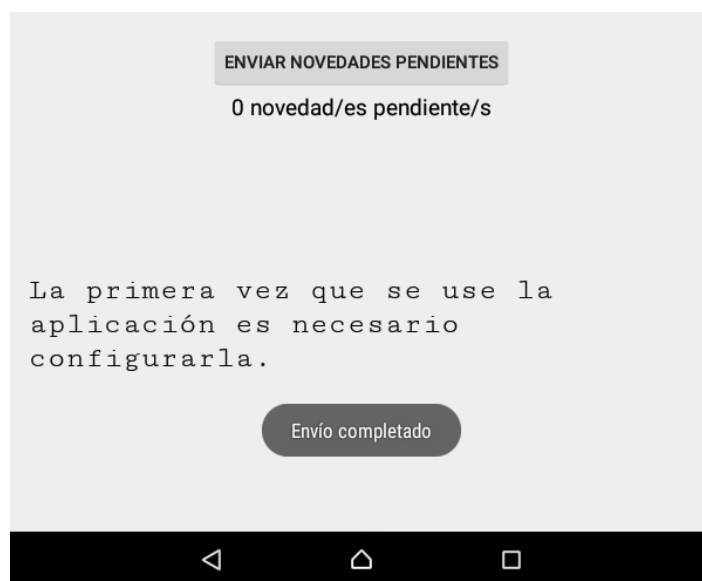 ENVIAR NOVEDADES PENDIENTES
0 novedad/es pendiente/s
La primera vez que se use la
aplicación es necesario
configurarla.
Envío completado